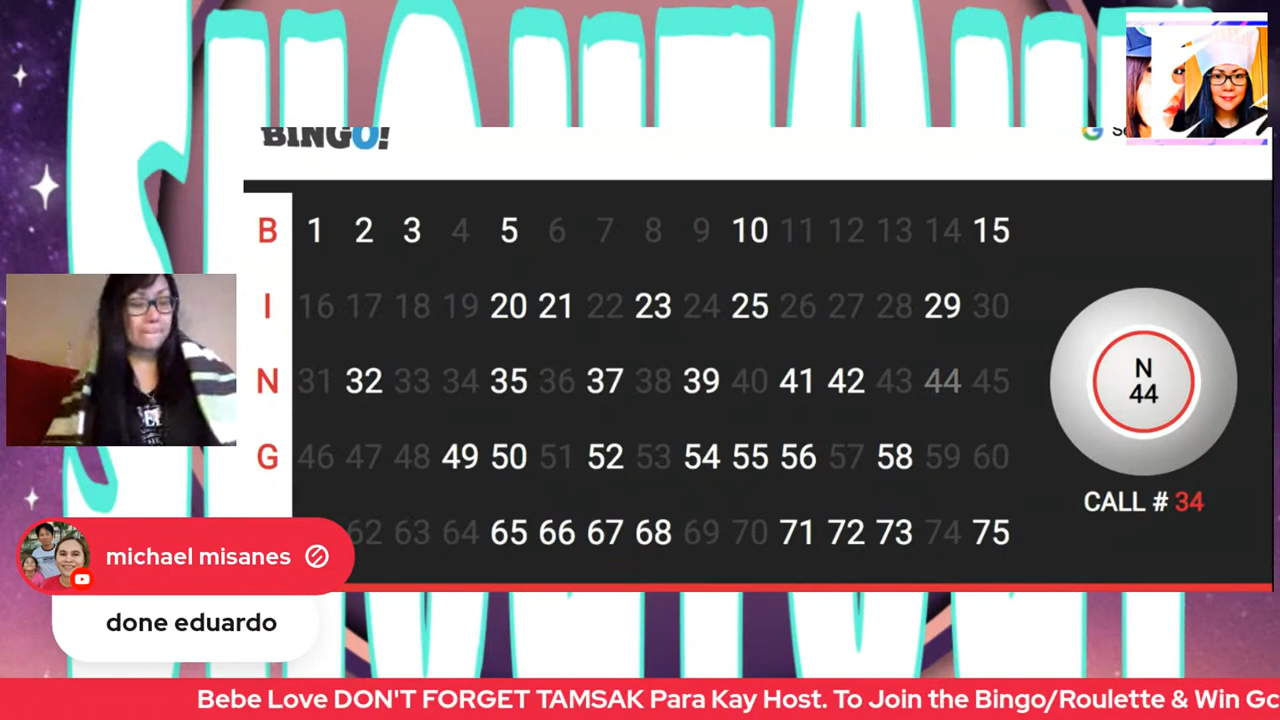 BINGO!
B 1 2 3 4 5 6 7 8 9 10 11 12 13 14 15
I 16 17 18 19 20 21 22 23 24 25 26 27 28 29 30
N 31 32 33 34 35 36 37 38 39 40 41 42 43 44 45
G 46 47 48 49 50 51 52 53 54 55 56 57 58 59 60
62 63 64 65 66 67 68 69 70 71 72 73 74 75
N
44
CALL # 34
michael misanes
done eduardo
Bebe Love DON'T FORGET TAMSAK Para Kay Host. To Join the Bingo/Roulette & Win